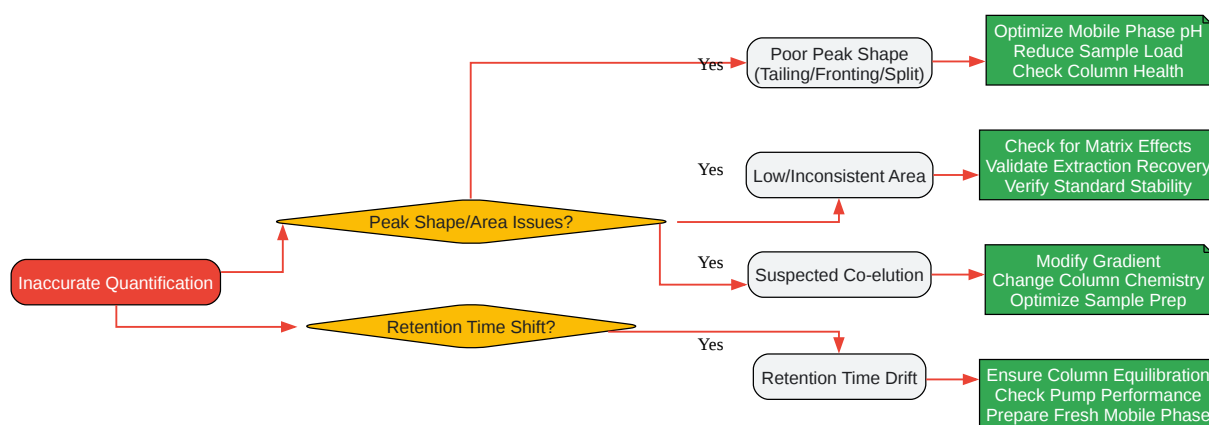 Optimize Mobile Phase pH
Reduce Sample Load
Check Column Health
Yes
Poor Peak Shape
(Tailing/Fronting/Split)
Check for Matrix Effects
Validate Extraction Recovery
Verify Standard Stability
Yes
Low/Inconsistent Area
Peak Shape/Area Issues?
Yes
Suspected Co-elution
Modify Gradient
Change Column Chemistry
Optimize Sample Prep
Inaccurate Quantification
Retention Time Shift?
Yes
Retention Time Drift
Ensure Column Equilibration
Check Pump Performance
Prepare Fresh Mobile Phase